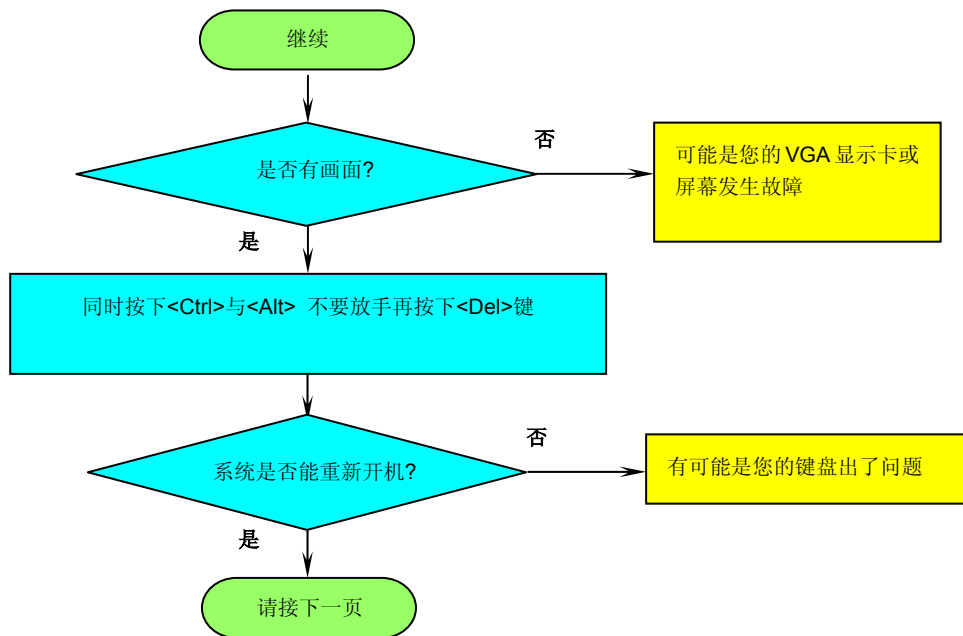 继续
是否有画面?
否
可能是您的 VGA 显示卡或
屏幕发生故障
是
同时按下<Ctrl>与<Alt> 不要放手再按下<Del>键
系统是否能重新开机?
否
有可能是您的键盘出了问题
是
请接下一页